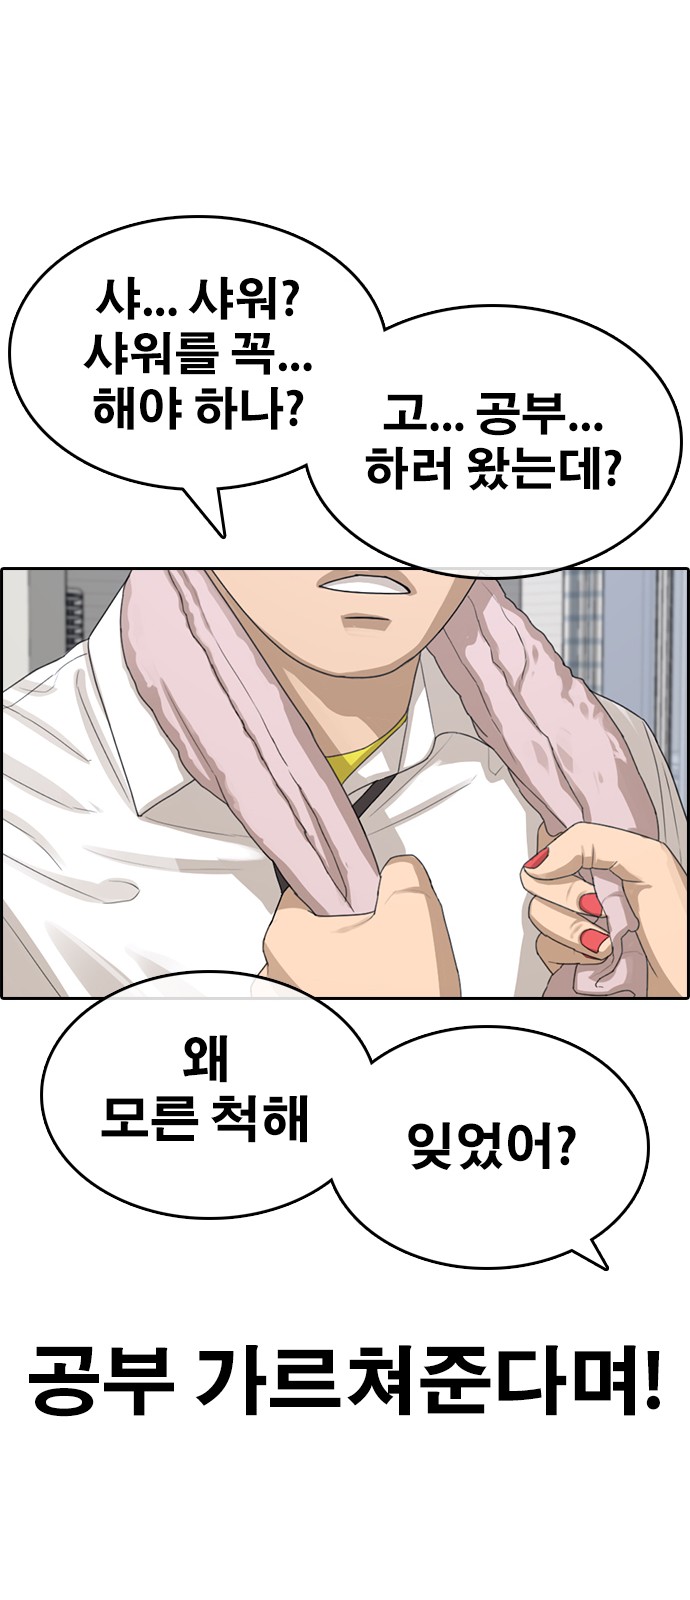 샤... 샤워?
샤워를 꼭...
해야 하나?
고... 공부...
하러 왔는데?
왜
모른 척해
잊었어?
공부 가르쳐준다며!